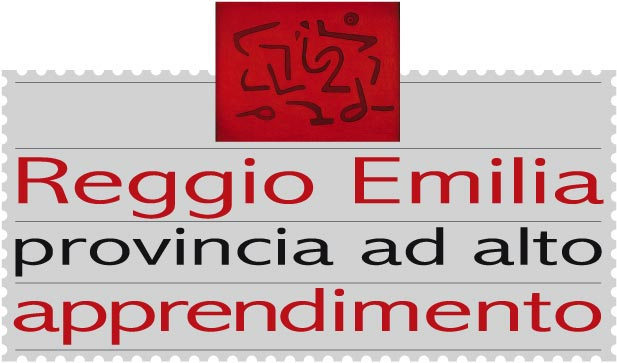 Reggio Emilia
provincia ad alto
apprendimento